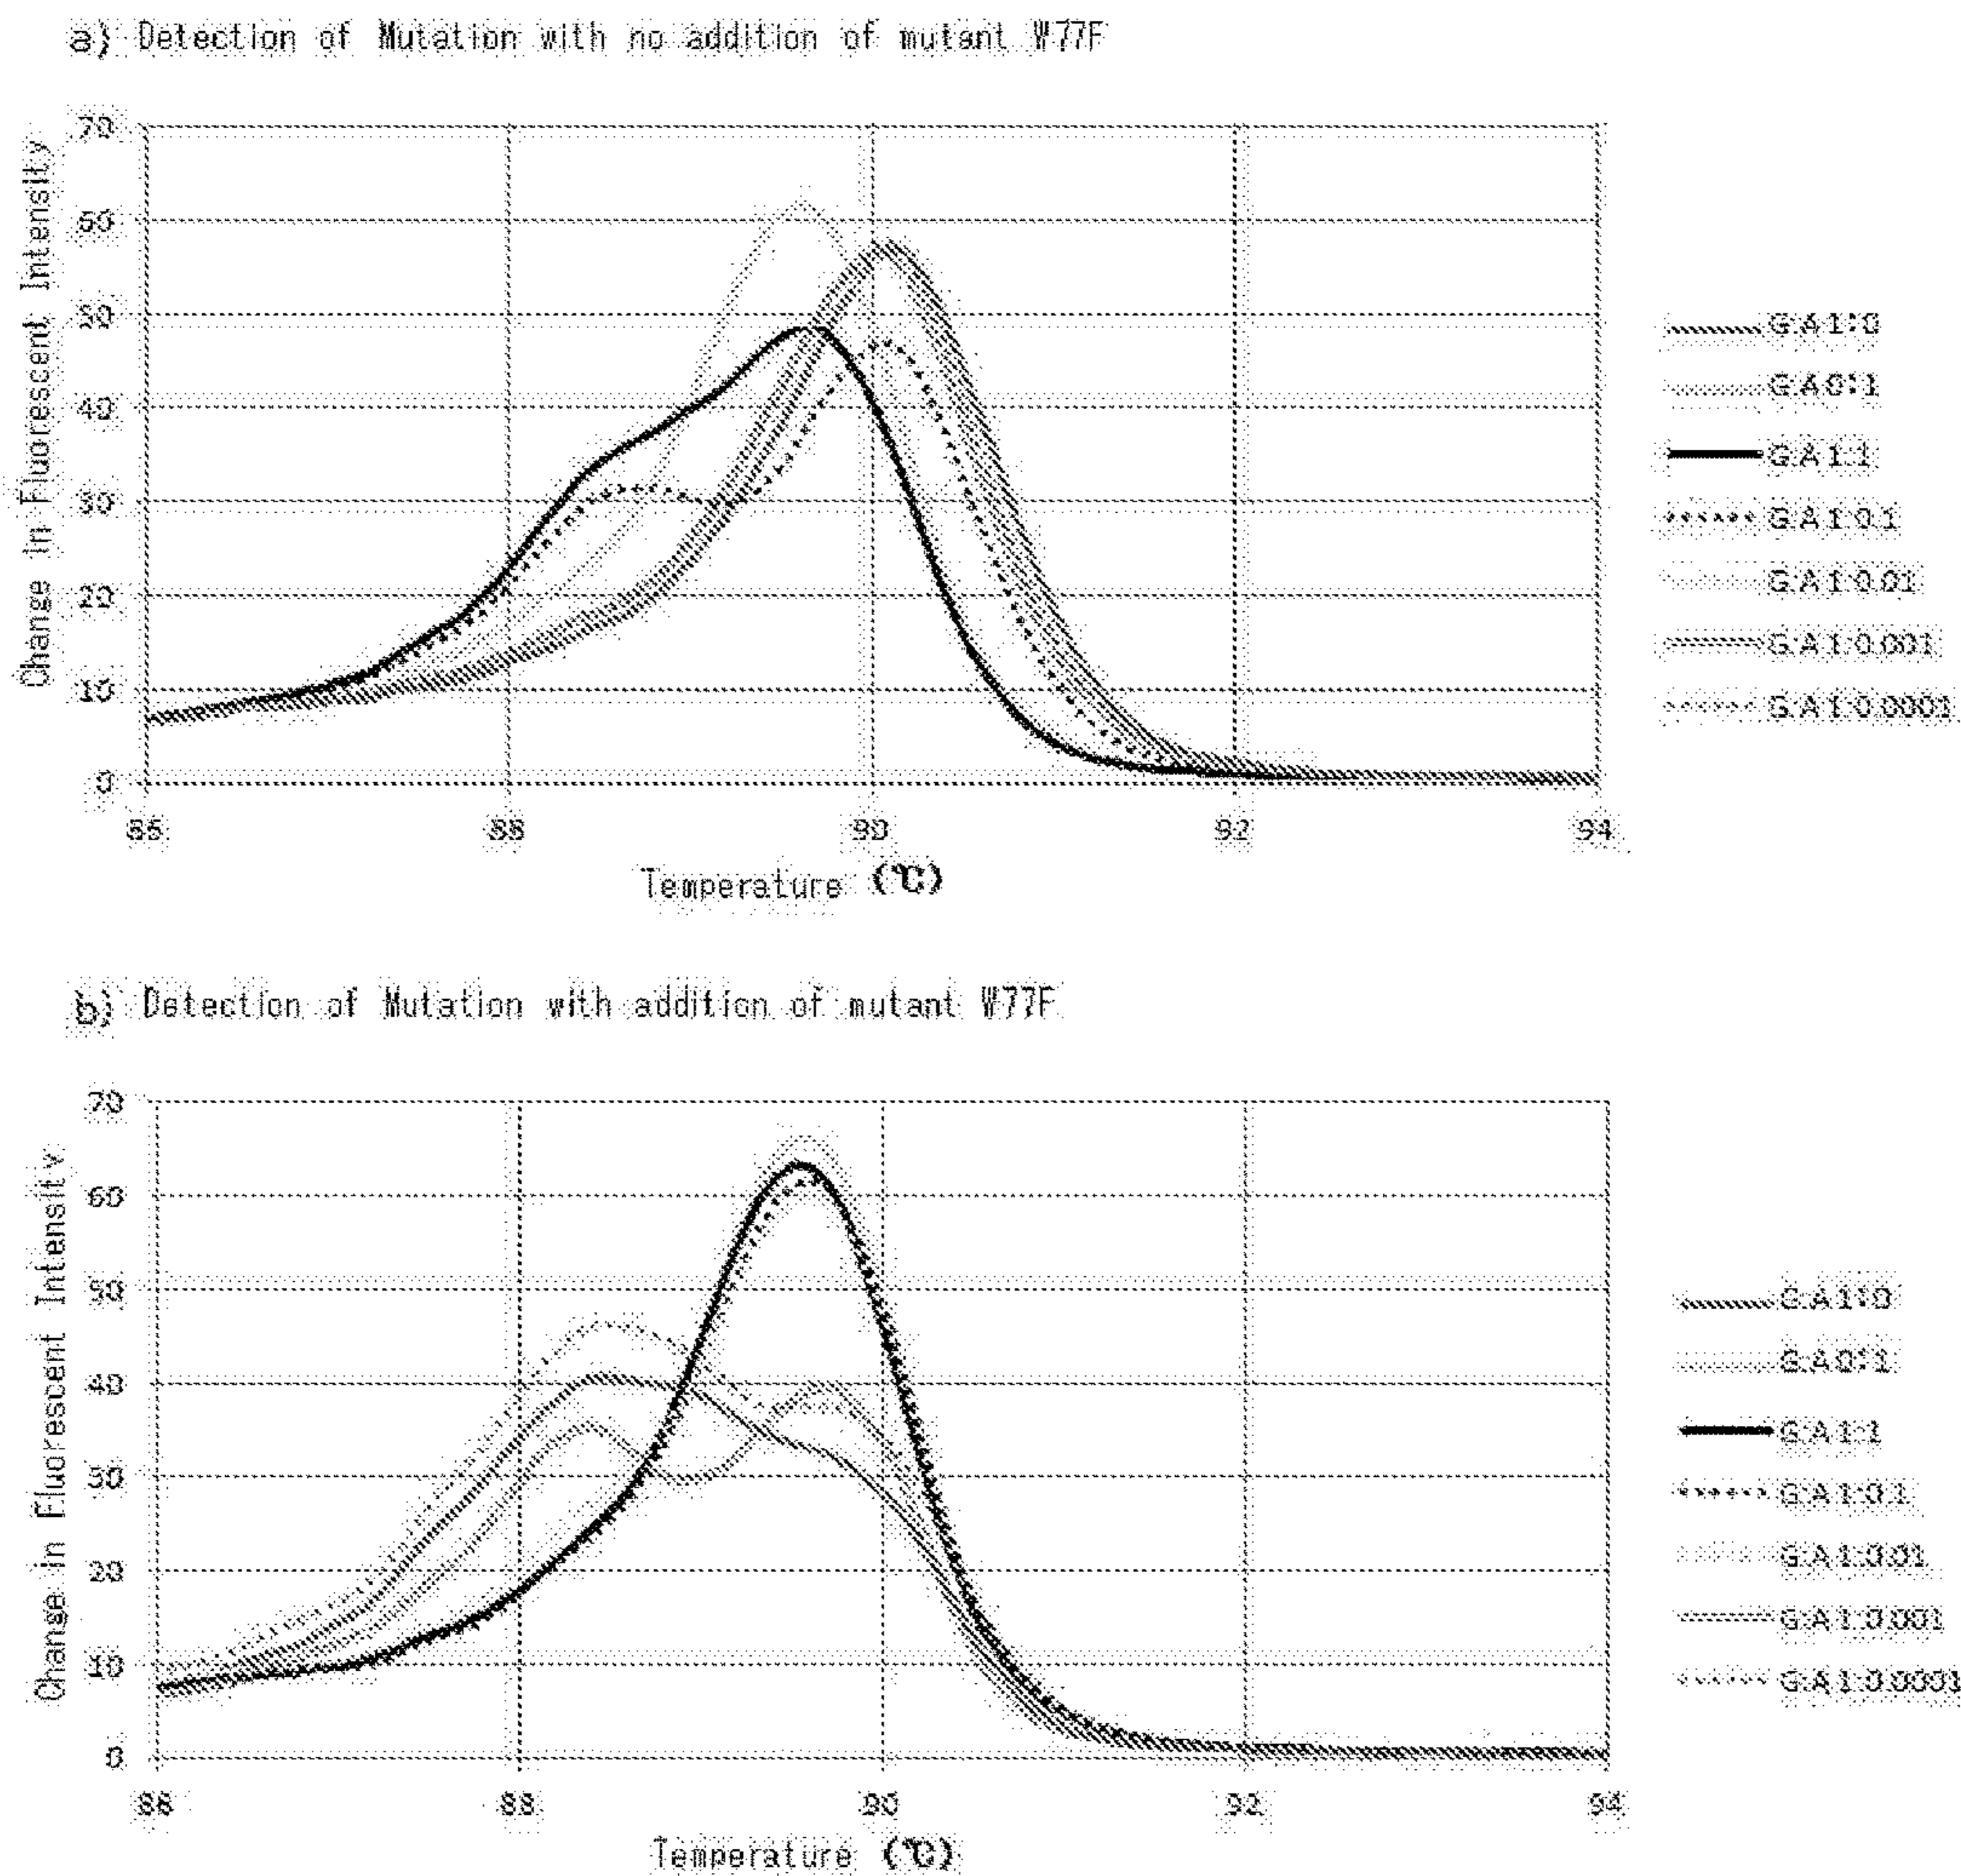 a) Detection of Mutation with no addition of mutant W77F
Change in Fluorescent Intensity
70
60
50
40
30
20
10
0
86
88
90
92
94
Temperature (℃)
G:A 1:0
G:A 0:1
G:A 1:1
G:A 1:0.1
G:A 1:0.01
G:A 1:0.001
G:A 1:0.0001
b) Detection of Mutation with addition of mutant W77F
Change in Fluorescent Intensity
70
60
50
40
30
20
10
0
86
88
90
92
94
Temperature (℃)
G:A 1:0
G:A 0:1
G:A 1:1
G:A 1:0.1
G:A 1:0.01
G:A 1:0.001
G:A 1:0.0001